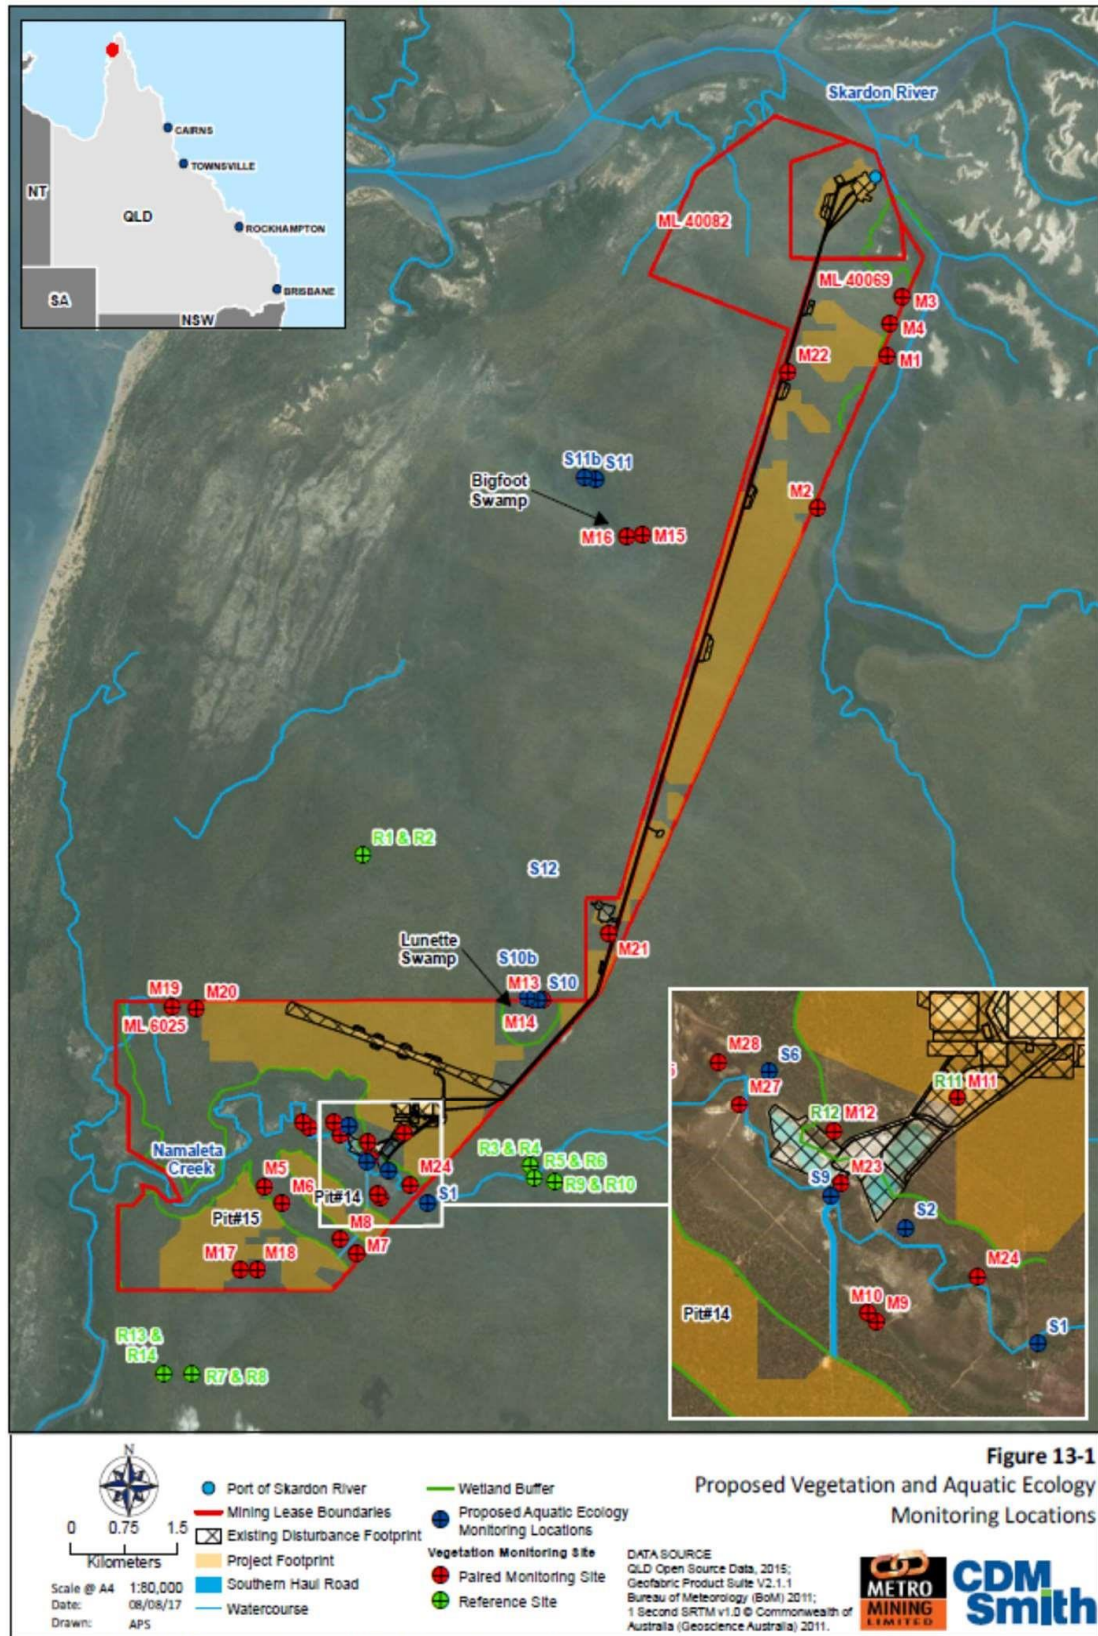 CAIRNS
TOWNSVILLE
NT
QLD
ROCKHAMPTON
SA
BRISBANE
NSW
Skardon River
ML 40082
ML 40069
M3
M4
M22
M1
S11b S11
Bigfoot
Swamp
M2
M16 M15
R1 & R2
S12
Lunette
Swamp
M21
S10b
M13 S10
M19
M20
ML 6025
M14
Namaleta
Creek
R3 & R4
R5 & R6
M5
M24
R9 & R10
M6
Pit#14
S1
Pit#15
M8
M7
M17 M18
R13 &
R14
R7 & R8
M28
S6
M27
R11 M11
R12 M12
M23
S9
S2
M24
M10
M9
Pit#14
S1
N
0 0.75 1.5
Kilometers
Scale @ A4 1:80,000
Date: 08/08/17
Drawn: APS
Port of Skardon River
Mining Lease Boundaries
Existing Disturbance Footprint
Project Footprint
Southern Haul Road
Watercourse
Wetland Buffer
Proposed Aquatic Ecology
Monitoring Locations
Vegetation Monitoring Site
Paired Monitoring Site
Reference Site
Figure 13-1
Proposed Vegetation and Aquatic Ecology
Monitoring Locations
DATA SOURCE
QLD Open Source Data, 2015;
Geofabric Product Suite V2.1.1
Bureau of Meteorology (BoM) 2011;
1 Second SRTM v1.0 © Commonwealth of
Australia (Geoscience Australia) 2011.
METRO
MINING
LIMITED
CDM
Smith